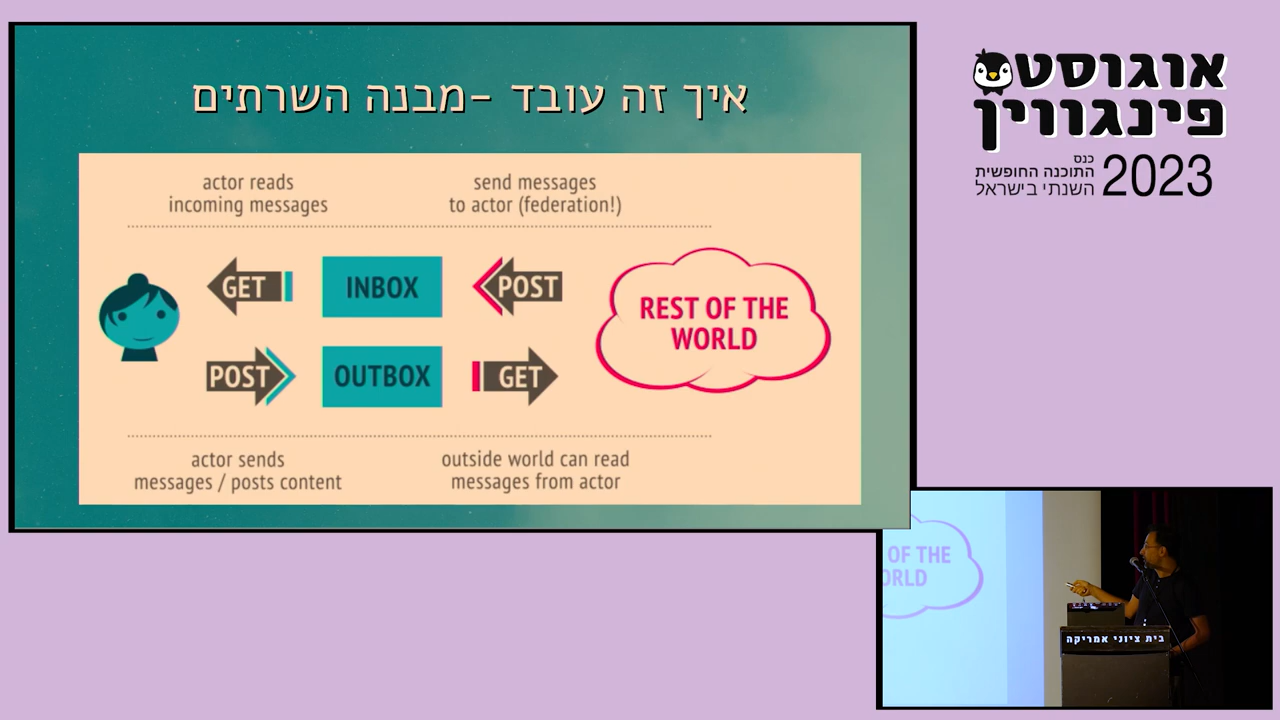 איך זה עובד –מבנה השרתים
actor reads
incoming messages
send messages
to actor (federation!)
GET
INBOX
POST
REST OF THE
WORLD
POST
OUTBOX
GET
actor sends
messages / posts content
outside world can read
messages from actor
אוגוסט
פינגווין
כנס
התוכנה החופשית
השנתי בישראל
2023
OF THE
ORLD
בית ציוני אמריקה